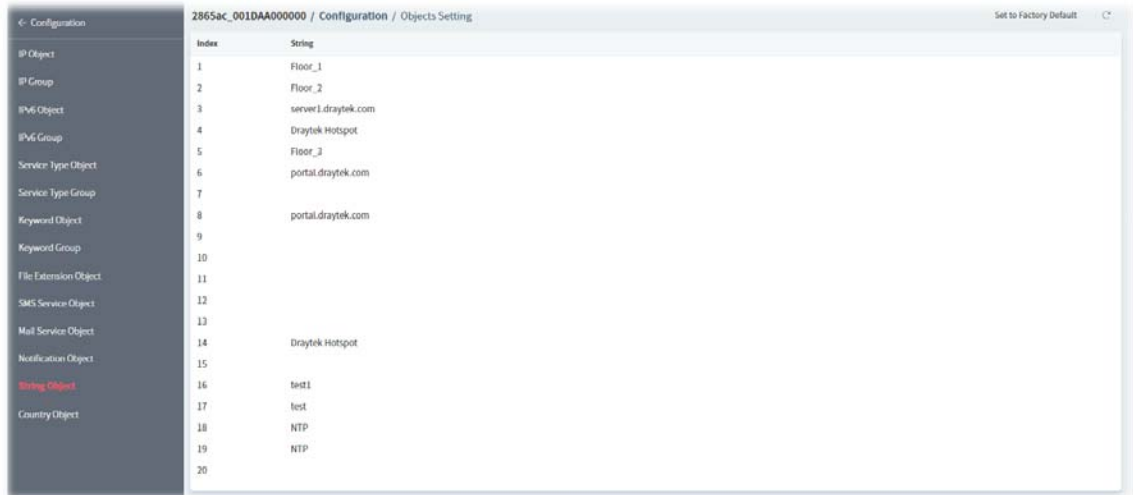 ← Configuration
IP Object
IP Group
IPv6 Object
IPv6 Group
Service Type Object
Service Type Group
Keyword Object
Keyword Group
File Extension Object
SMS Service Object
Mail Service Object
Notification Object
String Object
Country Object
2865ac_001DAA000000 / Configuration / Objects Setting
Set to Factory Default
Index String
1 Floor_1
2 Floor_2
3 server1.draytek.com
4 Draytek Hotspot
5 Floor_3
6 portal.draytek.com
7
8 portal.draytek.com
9
10
11
12
13
14 Draytek Hotspot
15
16 test1
17 test
18 NTP
19 NTP
20